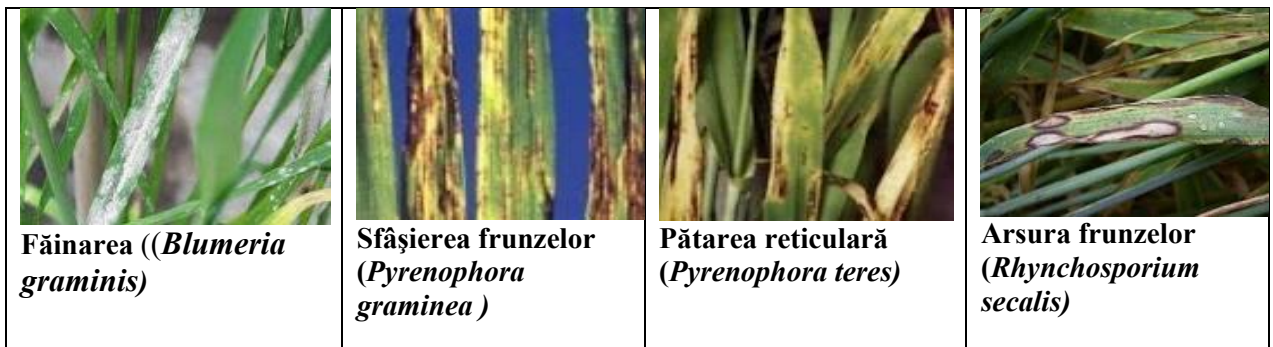 Făinarea ((Blumeria
graminis)
Sfâşierea frunzelor
(Pyrenophora
graminea )
Pătarea reticulară
(Pyrenophora teres)
Arsura frunzelor
(Rhynchosporium
secalis)